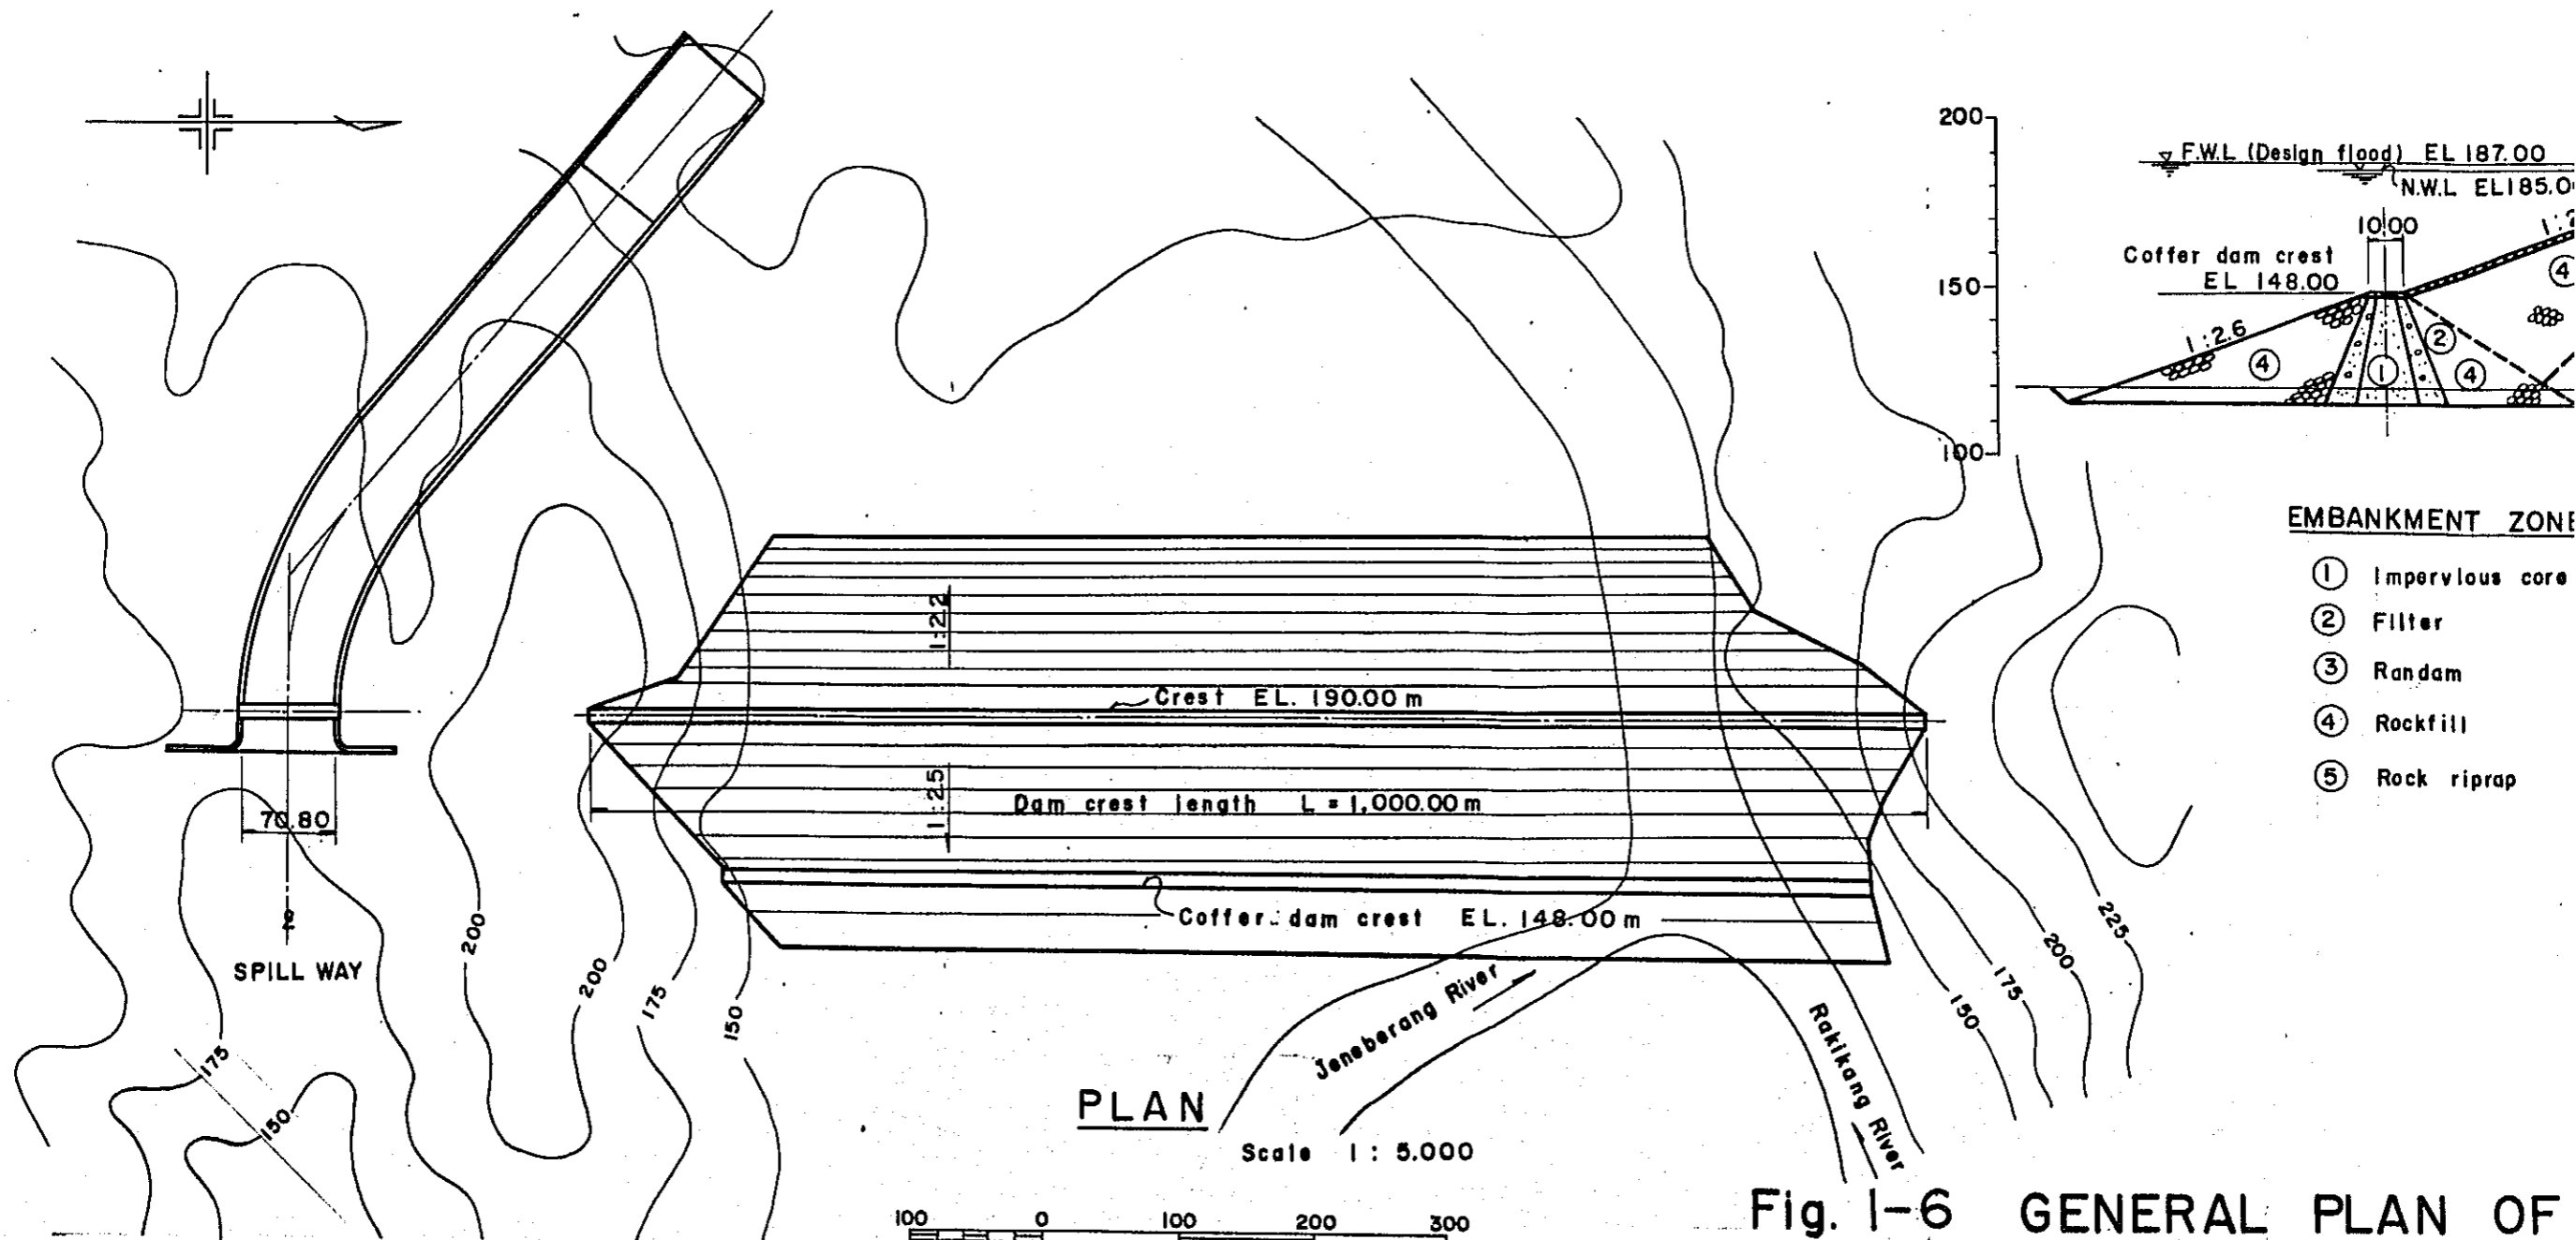 200
F.W.L (Design flood) EL 187.00
N.W.L EL185.0
10.00
Coffer dam crest
EL 148.00
150
1:2.6
1:2
4
2
4
1
4
100
EMBANKMENT ZONE
1 Impervious core
2 Filter
3 Randam
4 Rockfill
5 Rock riprap
1:2.2
Crest EL. 190.00 m
1:2.5
Dam crest length L = 1,000.00 m
70.80
Coffer dam crest EL. 148.00 m
SPILL WAY
200
200
175
150
175
150
225
200
175
150
Jeneberang River
Rakikang River
PLAN
Scale 1 : 5.000
100 0 100 200 300
Fig. 1-6 GENERAL PLAN OF